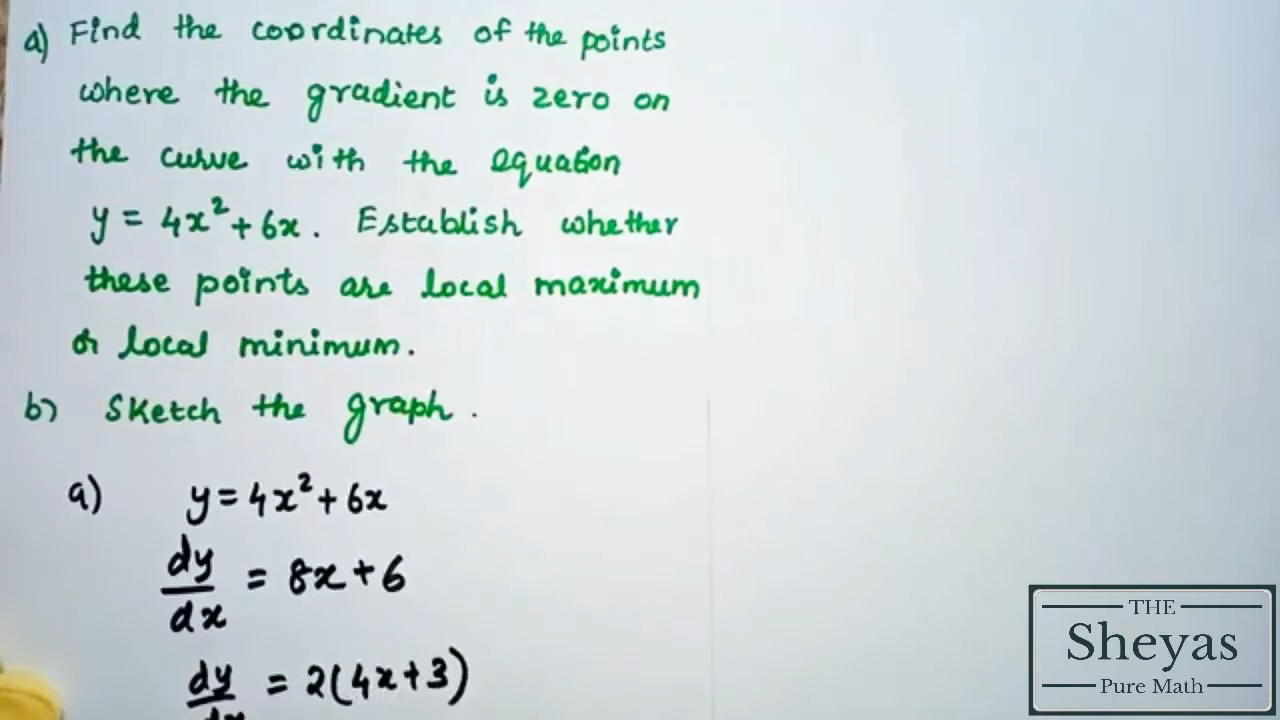 a) Find the coordinates of the points
where the gradient is zero on
the curve with the equation
y = 4x² + 6x. Establish whether
these points are local maximum
or local minimum.
b) Sketch the graph.
a) y = 4x² + 6x
dy/dx = 8x + 6
dy/dx = 2(4x + 3)
THE
Sheyas
Pure Math